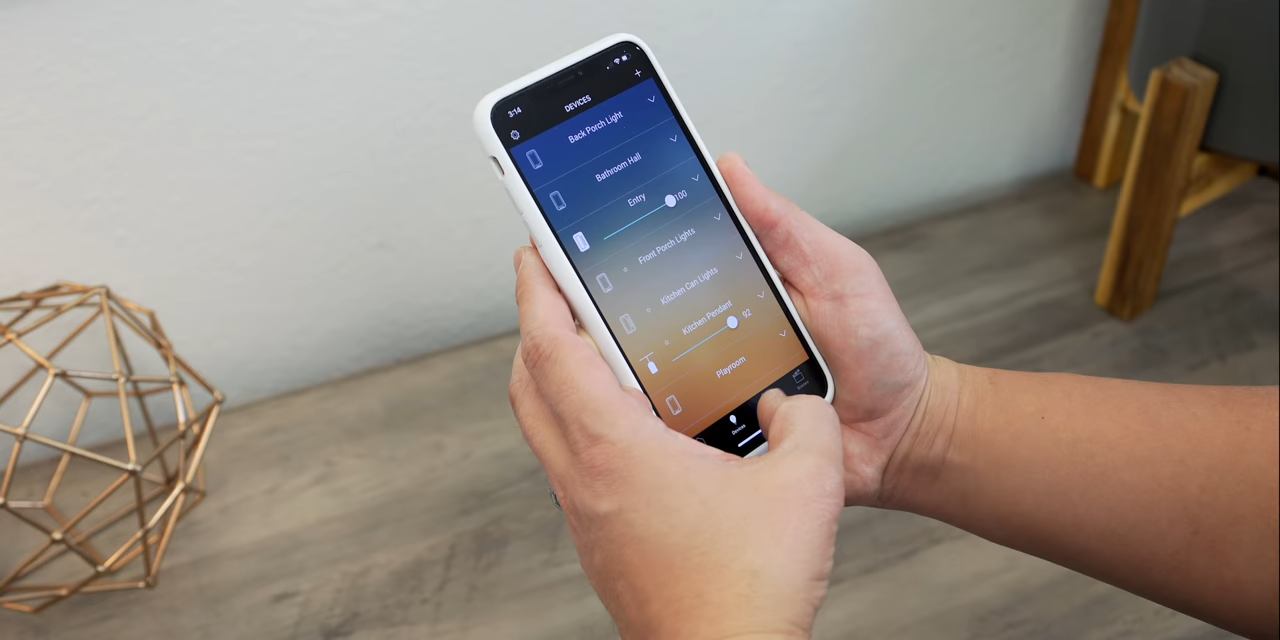 3:14
DEVICES
+
Back Porch Light
Bathroom Hall
Entry
100
Front Porch Lights
Kitchen Can Lights
Kitchen Pendant
92
Playroom
Devices